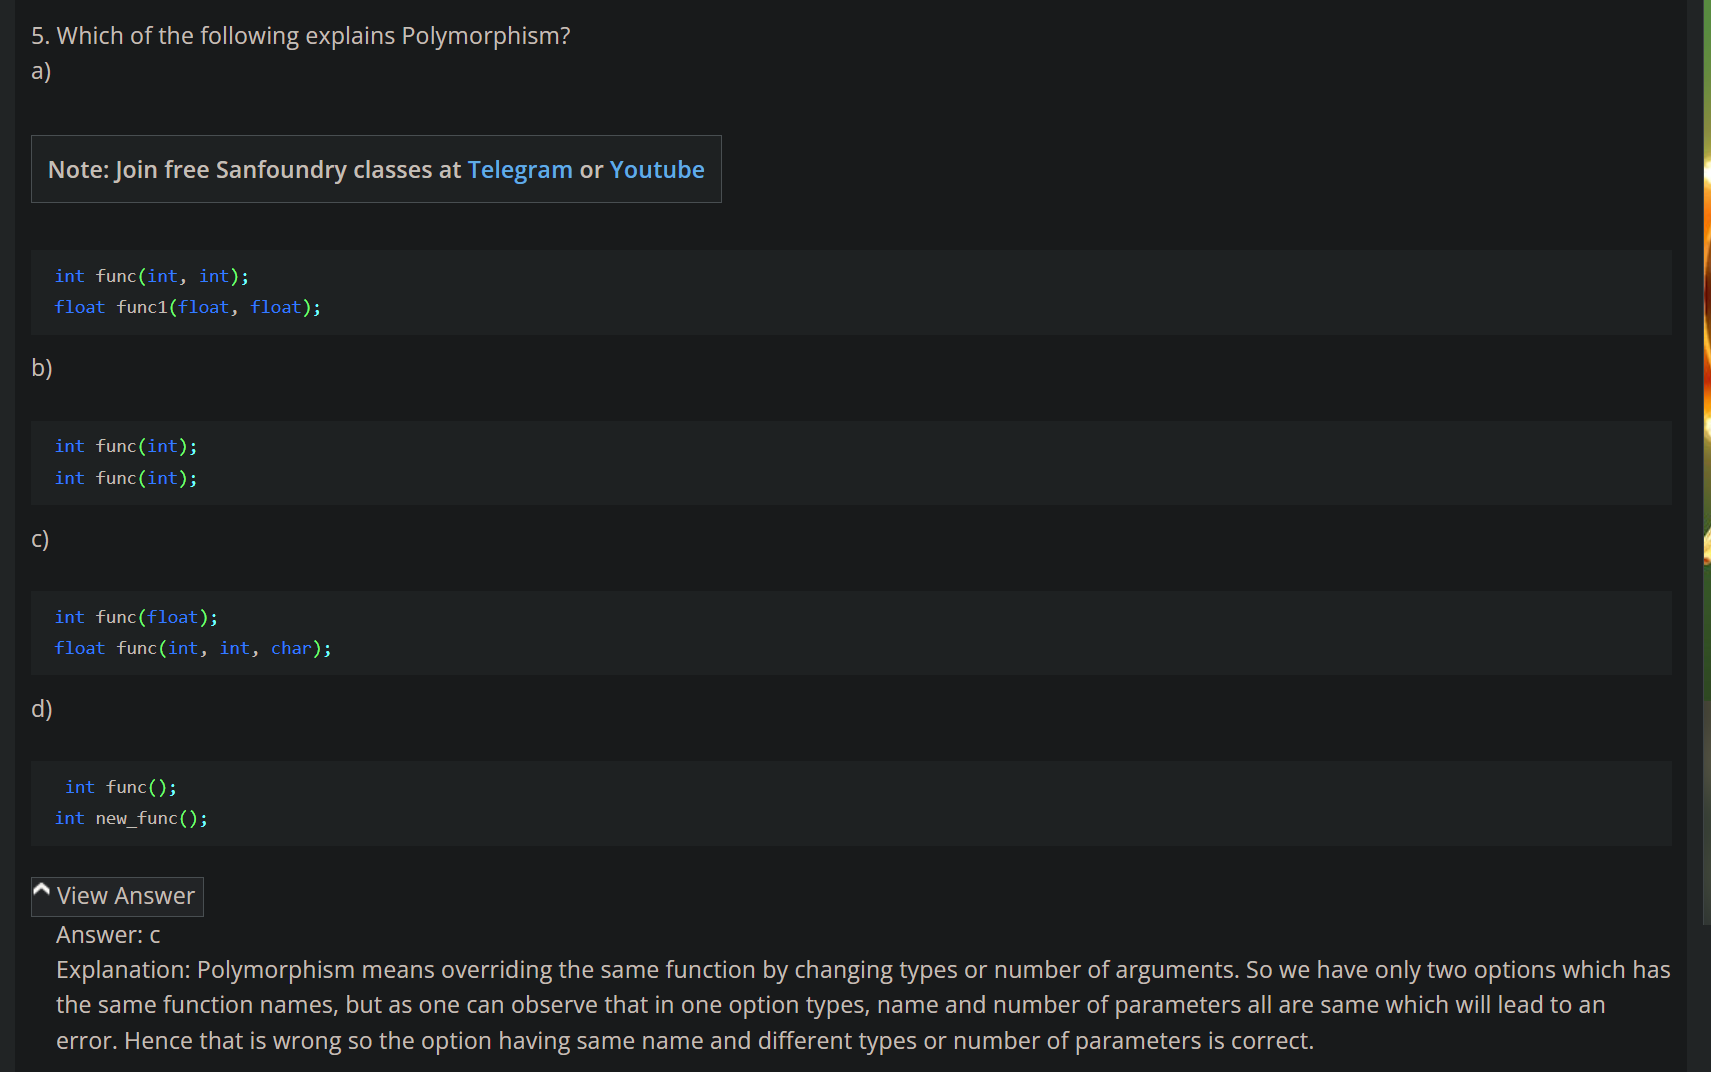 5. Which of the following explains Polymorphism?
a)
Note: Join free Sanfoundry classes at Telegram or Youtube
int func(int, int);
float func1(float, float);
b)
int func(int);
int func(int);
c)
int func(float);
float func(int, int, char);
d)
int func();
int new_func();
View Answer
Answer: c
Explanation: Polymorphism means overriding the same function by changing types or number of arguments. So we have only two options which has
the same function names, but as one can observe that in one option types, name and number of parameters all are same which will lead to an
error. Hence that is wrong so the option having same name and different types or number of parameters is correct.